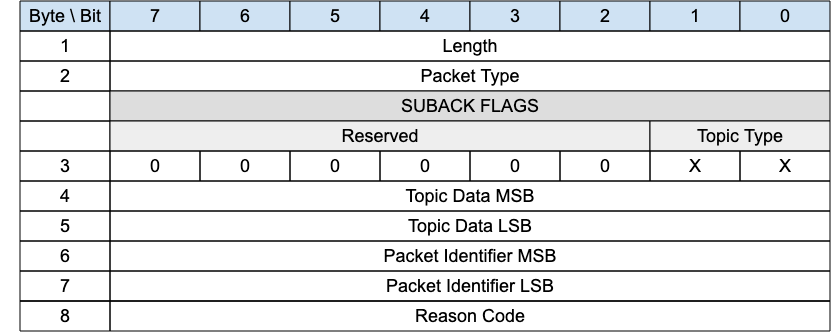 Byte \ Bit 7 6 5 4 3 2 1 0
1 Length
2 Packet Type
SUBACK FLAGS
Reserved Topic Type
3 0 0 0 0 0 0 X X
4 Topic Data MSB
5 Topic Data LSB
6 Packet Identifier MSB
7 Packet Identifier LSB
8 Reason Code